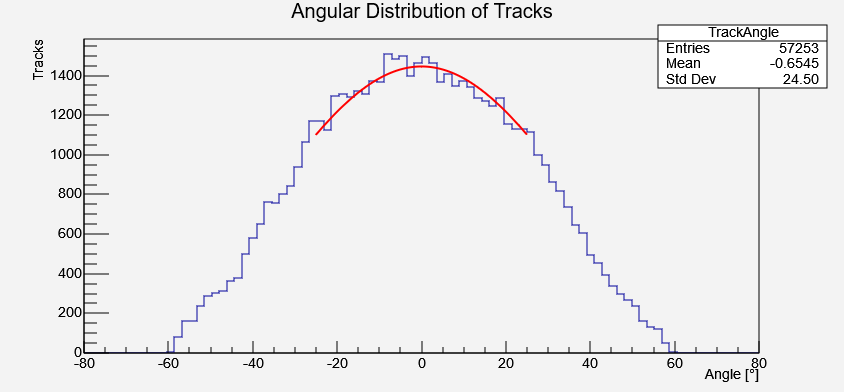 Angular Distribution of Tracks
TrackAngle
Entries 57253
Mean -0.6545
Std Dev 24.50
Tracks
1400
1200
1000
800
600
400
200
0
-80 -60 -40 -20 0 20 40 60 80
Angle [°]